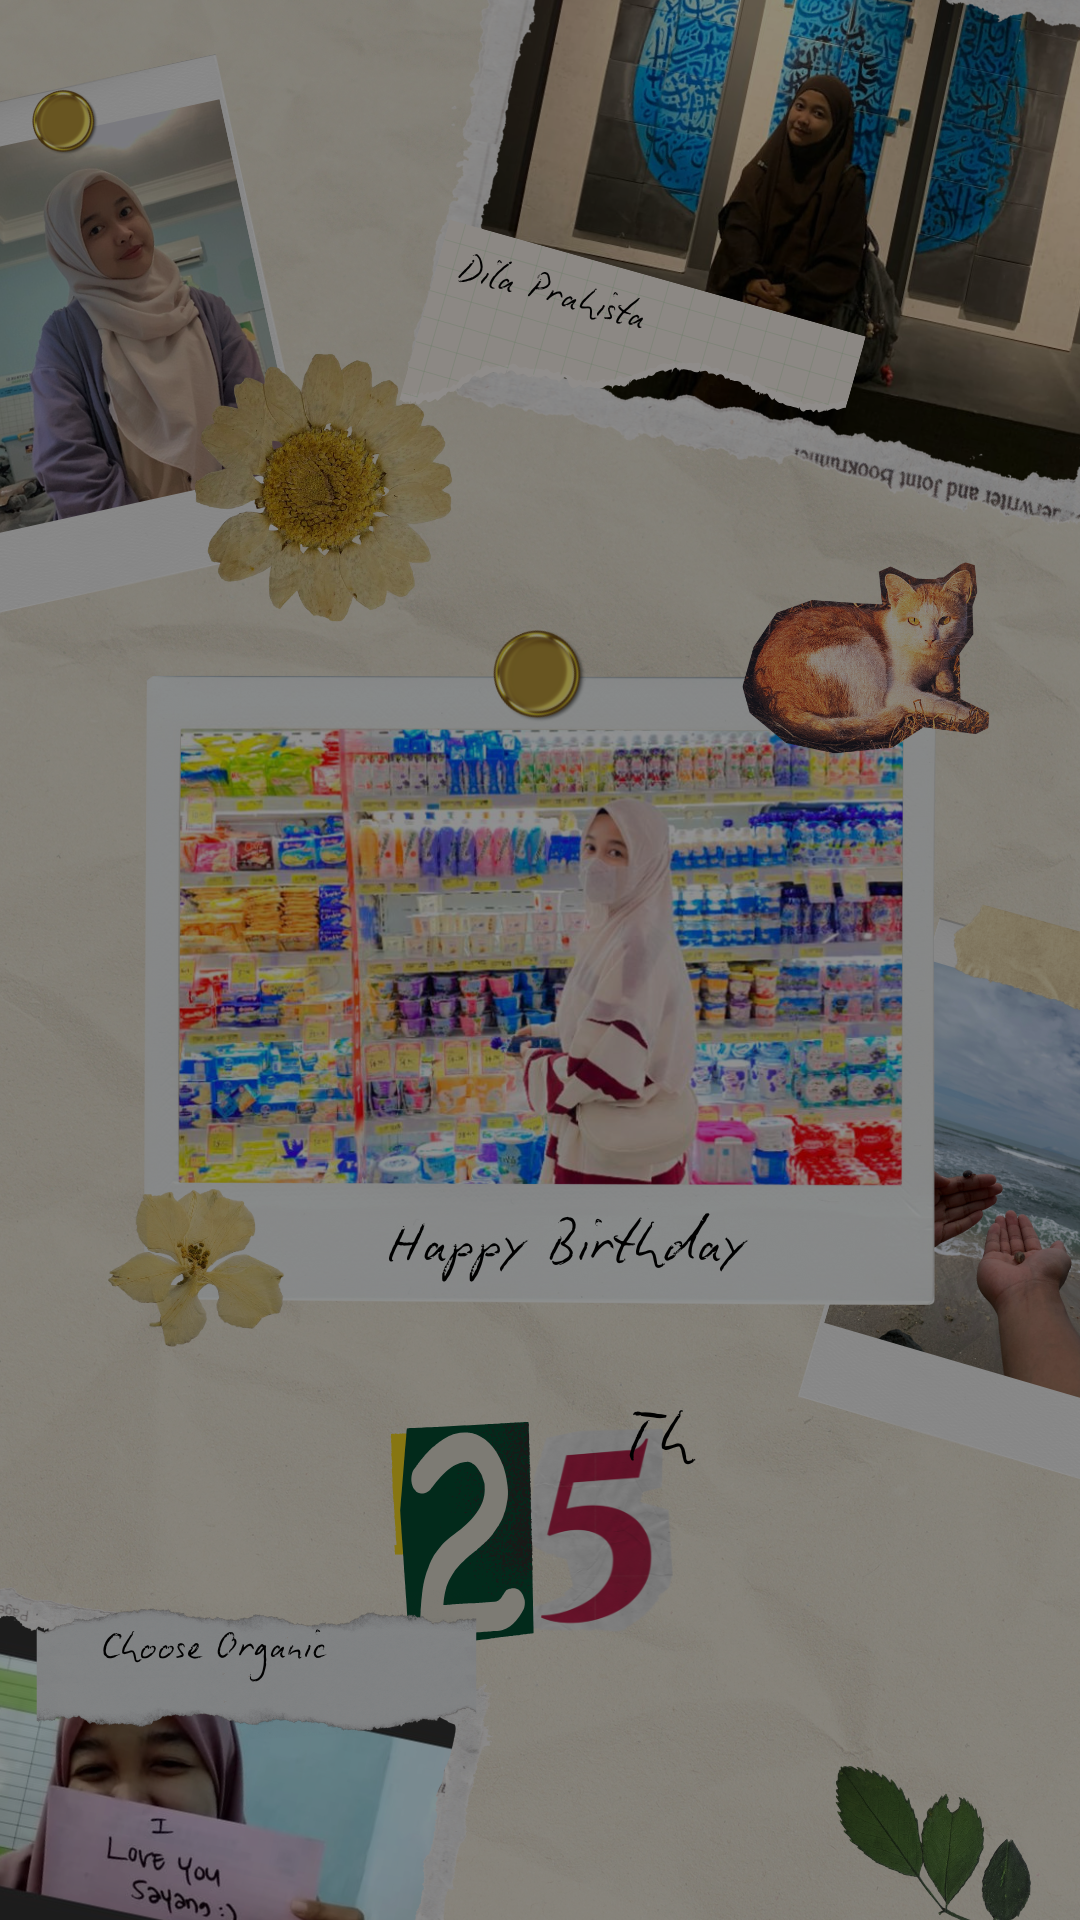 Dila Prahista
erwriter and Joint Bookrunner
Happy Birthday
25
Th
Choose Organic
I
Love You
Sayang :)